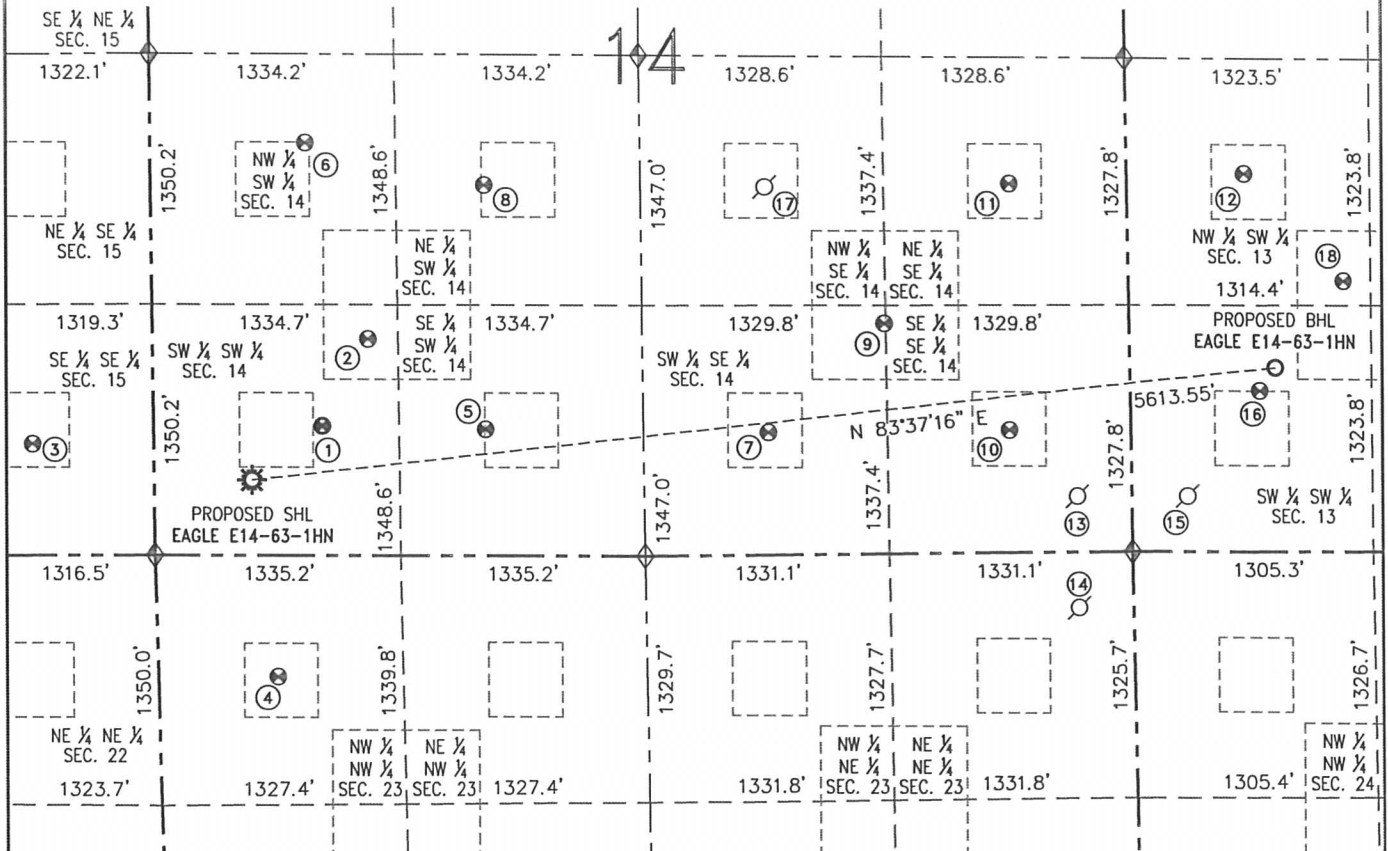 SE ¼ NE ¼
SEC. 15
14
1322.1'
1334.2'
1334.2'
1328.6'
1328.6'
1323.5'
1350.2'
NW ¼
SW ¼
SEC. 14
6
1348.6'
8
1347.0'
17
1337.4'
11
1327.8'
12
1323.8'
NE ¼ SE ¼
SEC. 15
NE ¼
SW ¼
SEC. 14
NW ¼
SE ¼
SEC. 14
NE ¼
SE ¼
SEC. 14
NW ¼ SW ¼
SEC. 13
18
1319.3'
1334.7'
1334.7'
1329.8'
1329.8'
1314.4'
SE ¼ SE ¼
SEC. 15
SW ¼ SW ¼
SEC. 14
2
SE ¼
SW ¼
SEC. 14
SW ¼ SE ¼
SEC. 14
9
SE ¼
SE ¼
SEC. 14
PROPOSED BHL
EAGLE E14-63-1HN
3
1350.2'
1
5
7
N 83°37'16" E
5613.55'
10
16
1323.8'
PROPOSED SHL
EAGLE E14-63-1HN
1348.6'
1347.0'
1337.4'
1327.8'
13
15
SW ¼ SW ¼
SEC. 13
1316.5'
1335.2'
1335.2'
1331.1'
1331.1'
14
1305.3'
1350.0'
4
1339.8'
1329.7'
1327.7'
1325.7'
1326.7'
NE ¼ NE ¼
SEC. 22
NW ¼
NW ¼
SEC. 23
NE ¼
NW ¼
SEC. 23
NW ¼
NE ¼
SEC. 23
NE ¼
NE ¼
SEC. 23
NW ¼
NW ¼
SEC. 24
1323.7'
1327.4'
1327.4'
1331.8'
1331.8'
1305.4'